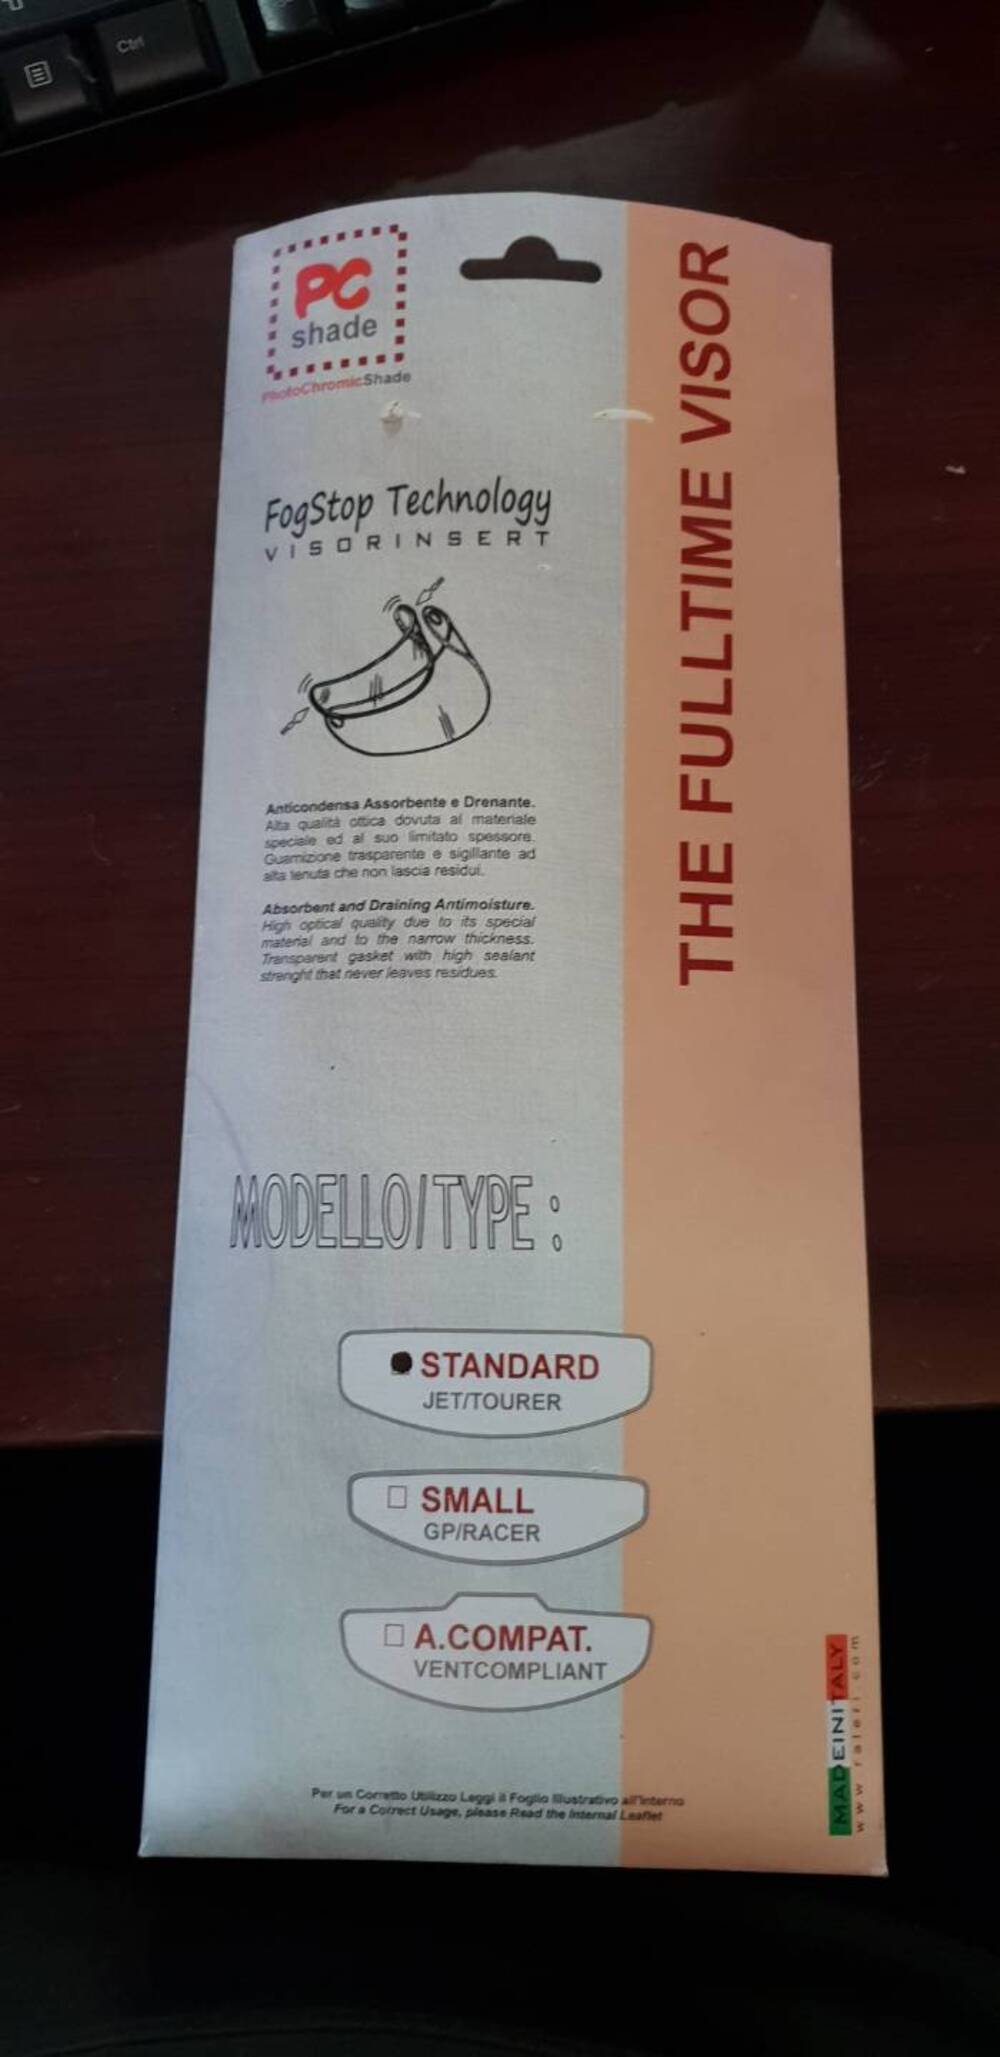 Ctrl
PC
shade
PhotoChromicShade
THE FULLTIME VISOR
FogStop Technology
VISORINSERT
Anticondensa Assorbente e Drenante.
Alta qualità ottica dovuta al materiale
speciale ed al suo limitato spessore.
Guarnizione trasparente e sigillante ad
alta tenuta che non lascia residui.
Absorbent and Draining Antimoisture.
High optical quality due to its special
material and to the narrow thickness.
Transparent gasket with high sealant
strenght that never leaves residues.
MODELLO/TYPE :
STANDARD
JET/TOURER
SMALL
GP/RACER
A.COMPAT.
VENTCOMPLIANT
MADEINITALY
www.raleri.com
Per un Corretto Utilizzo Leggi il Foglio Illustrativo all'Interno
For a Correct Usage, please Read the Internal Leaflet